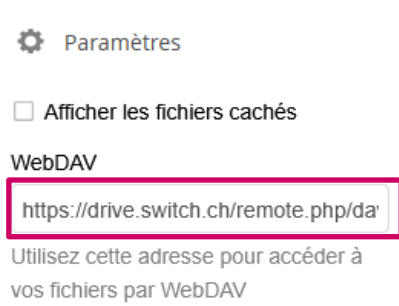 Paramètres
Afficher les fichiers cachés
WebDAV
https://drive.switch.ch/remote.php/da
Utilisez cette adresse pour accéder à
vos fichiers par WebDAV